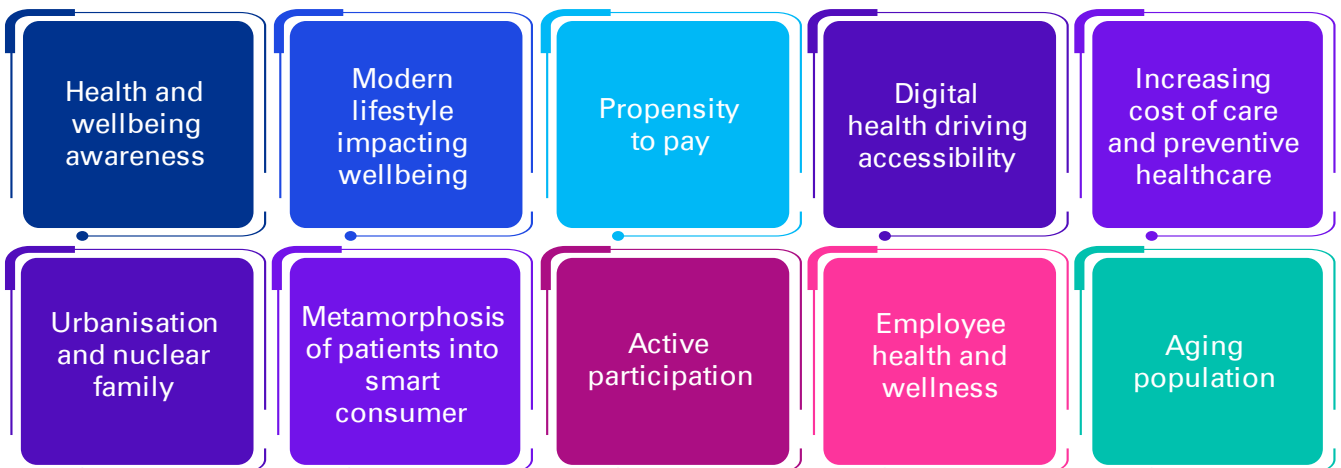 Health and
wellbeing
awareness
Modern
lifestyle
impacting
wellbeing
Propensity
to pay
Digital
health driving
accessibility
Increasing
cost of care
and preventive
healthcare
Urbanisation
and nuclear
family
Metamorphosis
of patients into
smart
consumer
Active
participation
Employee
health and
wellness
Aging
population